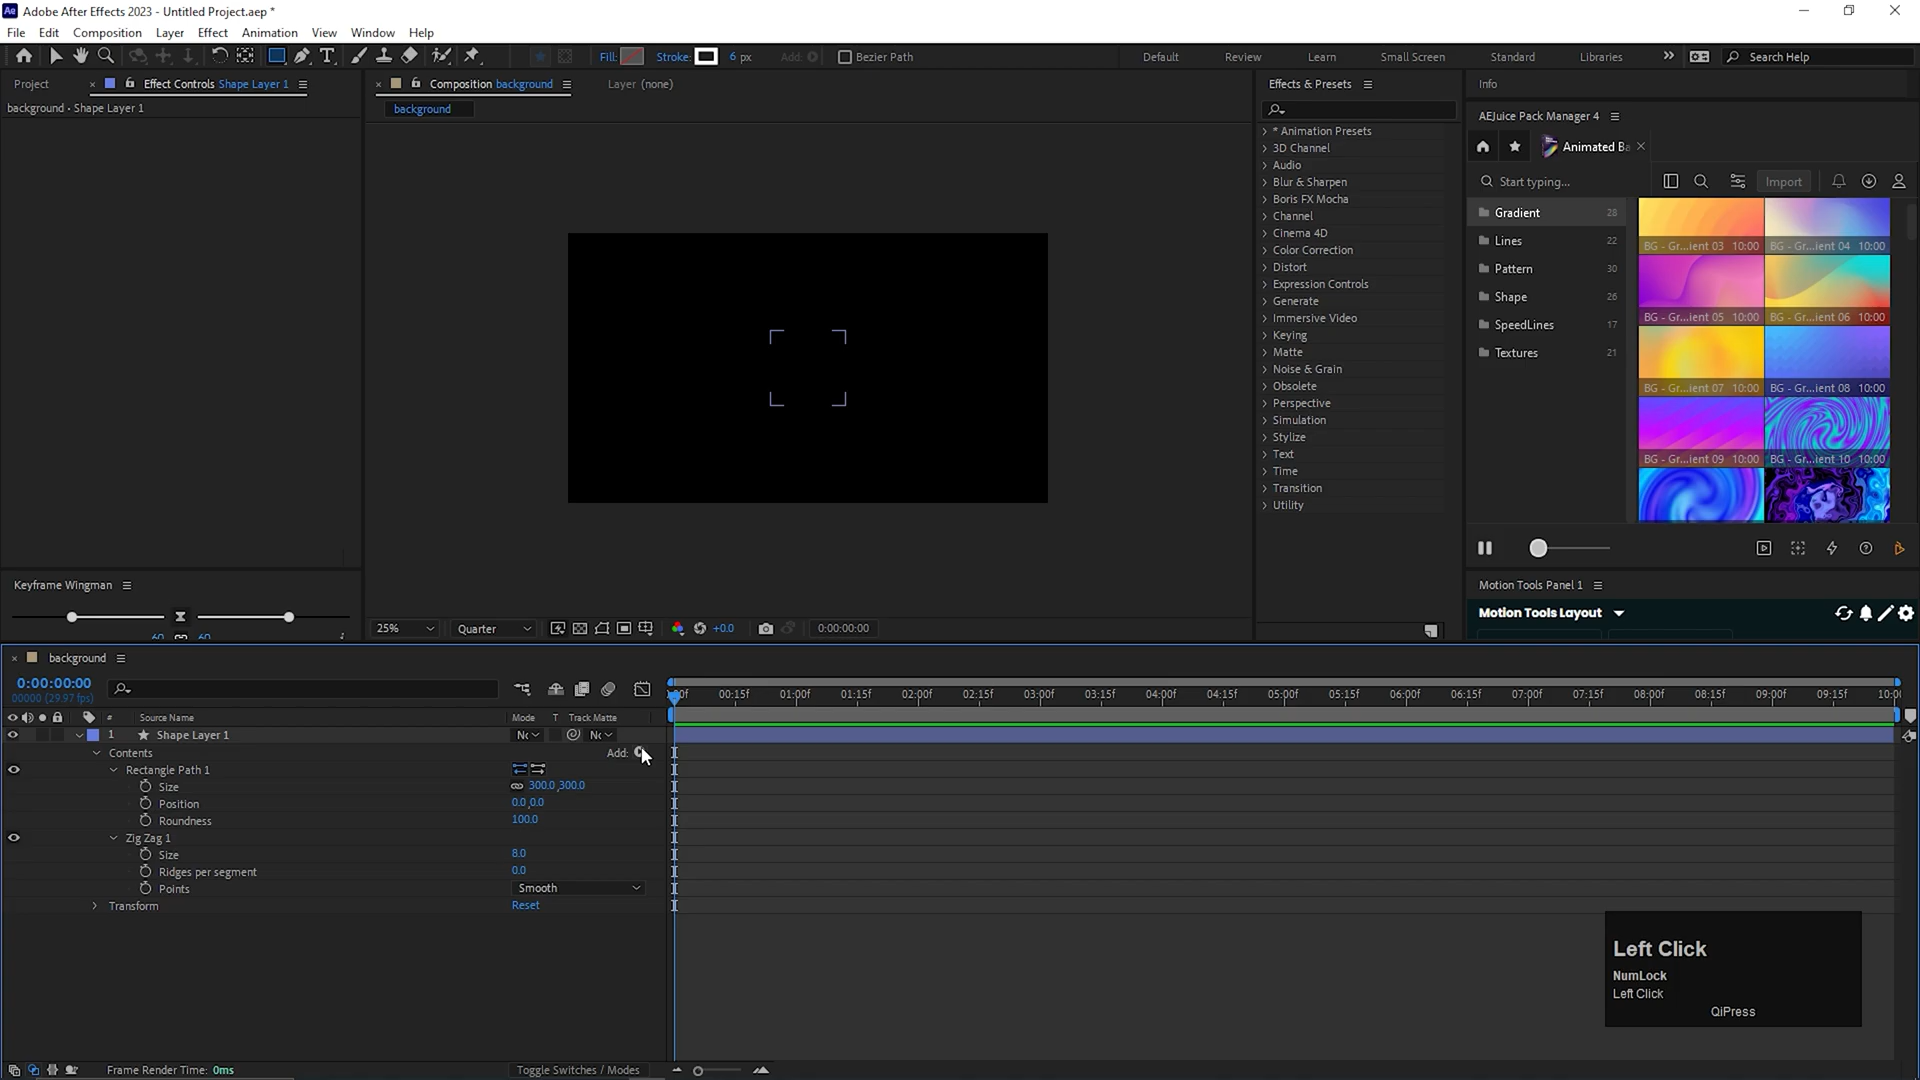 Adobe After Effects 2023 - Untitled Project.aep *
File Edit Composition Layer Effect Animation View Window Help
Fill: Stroke: 6 px Add: Bezier Path Default Review Learn Small Screen Standard Libraries Search Help
Project Effect Controls Shape Layer 1
background • Shape Layer 1
Composition background Layer (none)
background
Effects & Presets
* Animation Presets
3D Channel
Audio
Blur & Sharpen
Boris FX Mocha
Channel
Cinema 4D
Color Correction
Distort
Expression Controls
Generate
Immersive Video
Keying
Matte
Noise & Grain
Obsolete
Perspective
Simulation
Stylize
Text
Time
Transition
Utility
Info
AEJuice Pack Manager 4
Animated Ba
Start typing... Import
Gradient 28
Lines 22
Pattern 30
Shape 26
SpeedLines 17
Textures 21
BG - Gr...ient 03 10:00 BG - Gr...ient 04 10:00
BG - Gr...ient 05 10:00 BG - Gr...ient 06 10:00
BG - Gr...ient 07 10:00 BG - Gr...ient 08 10:00
BG - Gr...ient 09 10:00 BG - Gr...ient 10 10:00
Keyframe Wingman
60 60
25% Quarter +0.0 0:00:00:00
Motion Tools Panel 1
Motion Tools Layout
background
0:00:00:00
00000 (29.97 fps)
00:15f 01:00f 01:15f 02:00f 02:15f 03:00f 03:15f 04:00f 04:15f 05:00f 05:15f 06:00f 06:15f 07:00f 07:15f 08:00f 08:15f 09:00f 09:15f
# Source Name Mode T Track Matte
1 Shape Layer 1
Contents Add:
Rectangle Path 1
Size 300.0,300.0
Position 0.0,0.0
Roundness 100.0
Zig Zag 1
Size 8.0
Ridges per segment 0.0
Points Smooth
Transform Reset
Left Click
NumLock
Left Click
QiPress
Frame Render Time: 0ms Toggle Switches / Modes